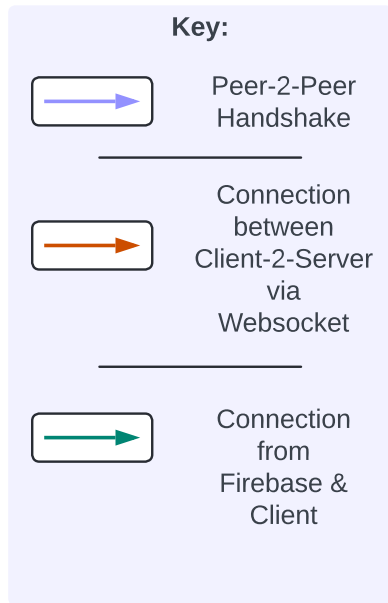 Key:
Peer-2-Peer
Handshake
Connection
between
Client-2-Server
via
Websocket
Connection
from
Firebase &
Client